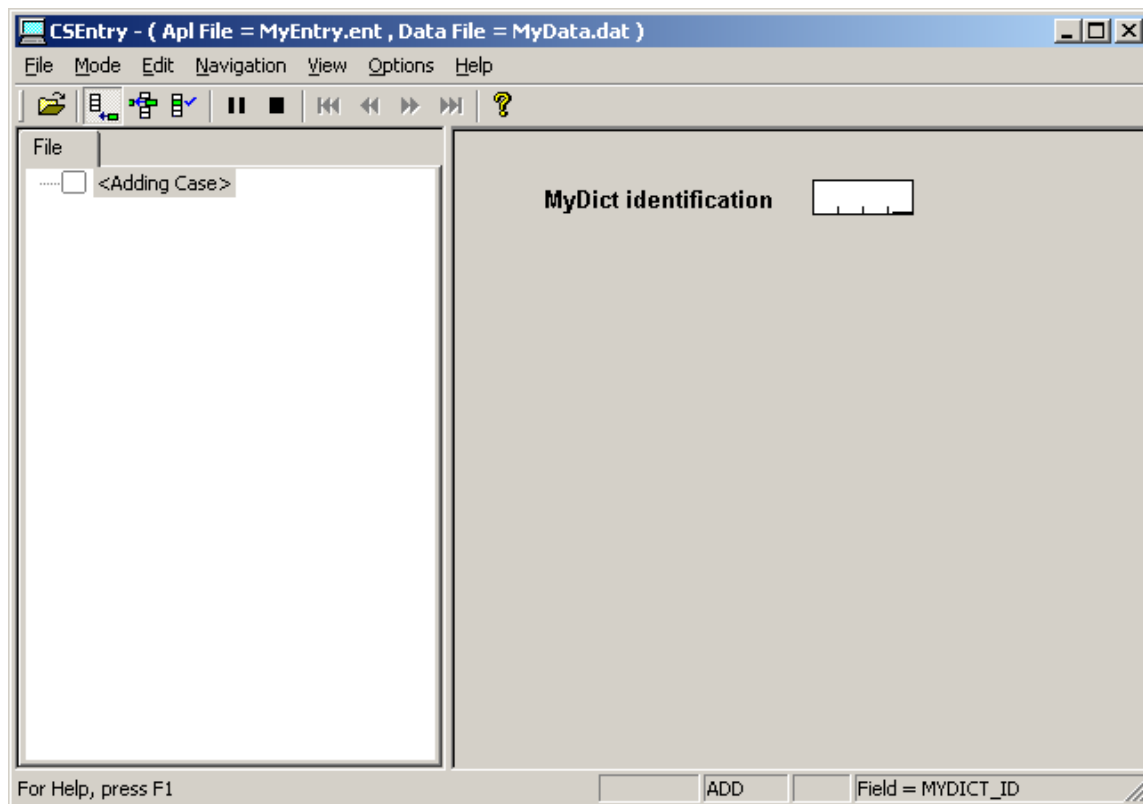 CSEntry - ( Apl File = MyEntry.ent , Data File = MyData.dat )
File Mode Edit Navigation View Options Help
File
<Adding Case>
MyDict identification
For Help, press F1 ADD Field = MYDICT_ID